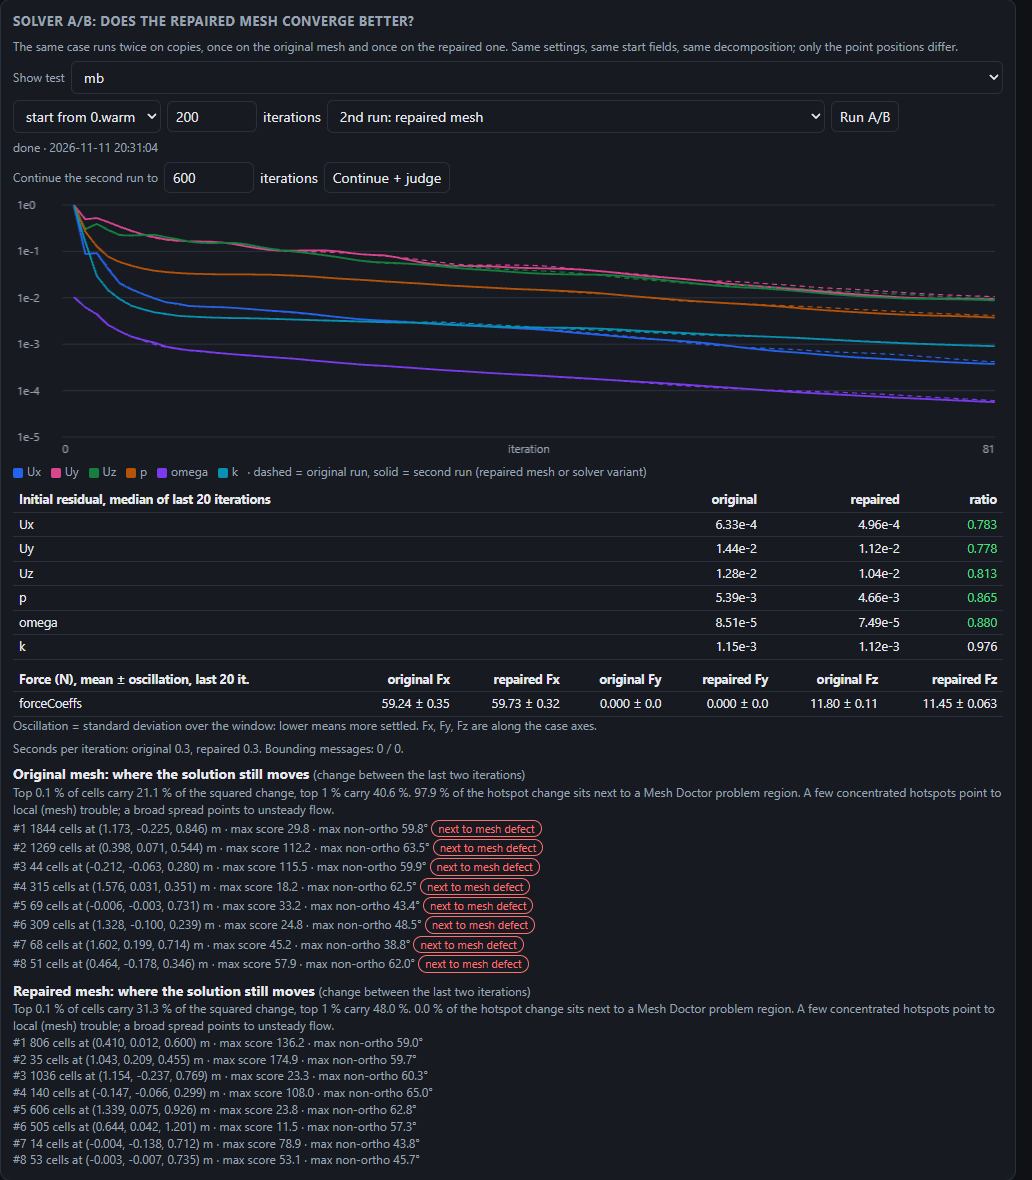 SOLVER A/B: DOES THE REPAIRED MESH CONVERGE BETTER?
The same case runs twice on copies, once on the original mesh and once on the repaired one. Same settings, same start fields, same decomposition; only the point positions differ.
Show test mb
start from 0.warm 200 iterations 2nd run: repaired mesh Run A/B
done · 2026-11-11 20:31:04
Continue the second run to 600 iterations Continue + judge
1e0
1e-1
1e-2
1e-3
1e-4
1e-5
0 iteration 81
Ux Uy Uz p omega k · dashed = original run, solid = second run (repaired mesh or solver variant)
Initial residual, median of last 20 iterations original repaired ratio
Ux 6.33e-4 4.96e-4 0.783
Uy 1.44e-2 1.12e-2 0.778
Uz 1.28e-2 1.04e-2 0.813
p 5.39e-3 4.66e-3 0.865
omega 8.51e-5 7.49e-5 0.880
k 1.15e-3 1.12e-3 0.976
Force (N), mean ± oscillation, last 20 it. original Fx repaired Fx original Fy repaired Fy original Fz repaired Fz
forceCoeffs 59.24 ± 0.35 59.73 ± 0.32 0.000 ± 0.0 0.000 ± 0.0 11.80 ± 0.11 11.45 ± 0.063
Oscillation = standard deviation over the window: lower means more settled. Fx, Fy, Fz are along the case axes.
Seconds per iteration: original 0.3, repaired 0.3. Bounding messages: 0 / 0.
Original mesh: where the solution still moves (change between the last two iterations)
Top 0.1 % of cells carry 21.1 % of the squared change, top 1 % carry 40.6 %. 97.9 % of the hotspot change sits next to a Mesh Doctor problem region. A few concentrated hotspots point to
local (mesh) trouble; a broad spread points to unsteady flow.
#1 1844 cells at (1.173, -0.225, 0.846) m · max score 29.8 · max non-ortho 59.8° next to mesh defect
#2 1269 cells at (0.398, 0.071, 0.544) m · max score 112.2 · max non-ortho 63.5° next to mesh defect
#3 44 cells at (-0.212, -0.063, 0.280) m · max score 115.5 · max non-ortho 59.9° next to mesh defect
#4 315 cells at (1.576, 0.031, 0.351) m · max score 18.2 · max non-ortho 62.5° next to mesh defect
#5 69 cells at (-0.006, -0.003, 0.731) m · max score 33.2 · max non-ortho 43.4° next to mesh defect
#6 309 cells at (1.328, -0.100, 0.239) m · max score 24.8 · max non-ortho 48.5° next to mesh defect
#7 68 cells at (1.602, 0.199, 0.714) m · max score 45.2 · max non-ortho 38.8° next to mesh defect
#8 51 cells at (0.464, -0.178, 0.346) m · max score 57.9 · max non-ortho 62.0° next to mesh defect
Repaired mesh: where the solution still moves (change between the last two iterations)
Top 0.1 % of cells carry 31.3 % of the squared change, top 1 % carry 48.0 %. 0.0 % of the hotspot change sits next to a Mesh Doctor problem region. A few concentrated hotspots point to
local (mesh) trouble; a broad spread points to unsteady flow.
#1 806 cells at (0.410, 0.012, 0.600) m · max score 136.2 · max non-ortho 59.0°
#2 35 cells at (1.043, 0.209, 0.455) m · max score 174.9 · max non-ortho 59.7°
#3 1036 cells at (1.154, -0.237, 0.769) m · max score 23.3 · max non-ortho 60.3°
#4 140 cells at (-0.147, -0.066, 0.299) m · max score 108.0 · max non-ortho 65.0°
#5 606 cells at (1.339, 0.075, 0.926) m · max score 23.8 · max non-ortho 62.8°
#6 505 cells at (0.644, 0.042, 1.201) m · max score 11.5 · max non-ortho 57.3°
#7 14 cells at (-0.004, -0.138, 0.712) m · max score 78.9 · max non-ortho 43.8°
#8 53 cells at (-0.003, -0.007, 0.735) m · max score 53.1 · max non-ortho 45.7°